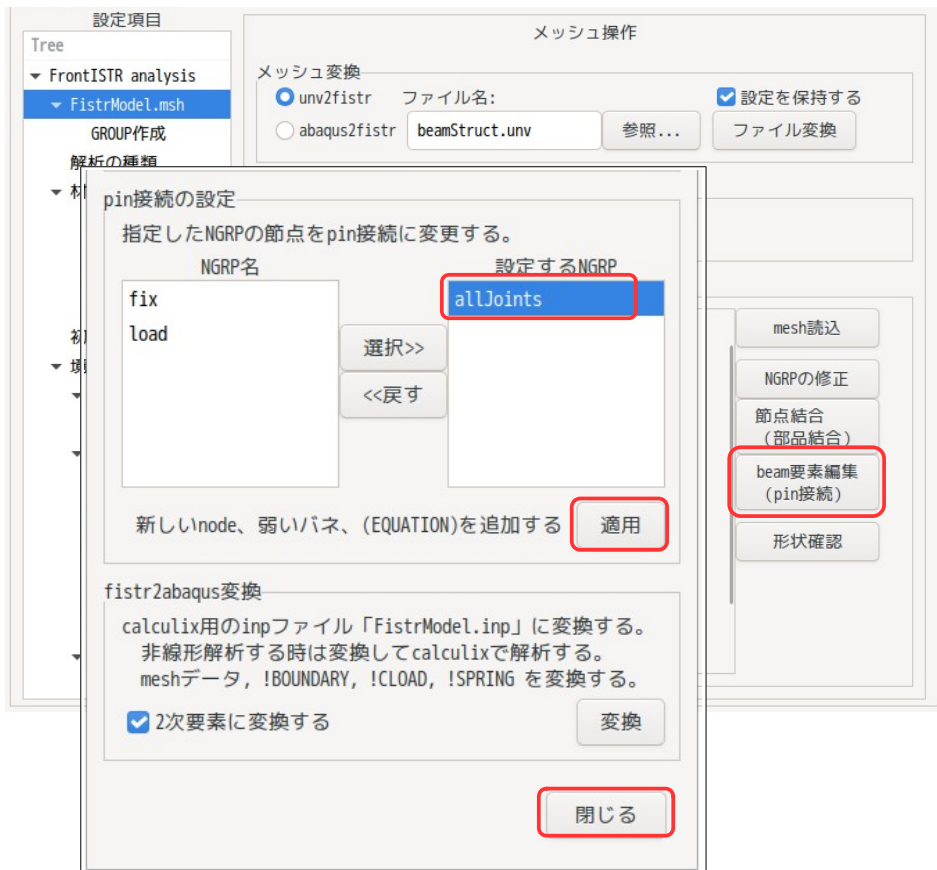 設定項目
Tree
FrontISTR analysis
FistrModel.msh
GROUP作成
解析の種類
メッシュ操作
メッシュ変換
unv2fistr ファイル名: 設定を保持する
abaqus2fistr beamStruct.unv 参照... ファイル変換
pin接続の設定
指定したNGRPの節点をpin接続に変更する。
NGRP名 設定するNGRP
fix
load
allJoints
選択>>
<<戻す
新しいnode、弱いバネ、(EQUATION)を追加する 適用
fistr2abaqus変換
calculix用のinpファイル「FistrModel.inp」に変換する。
非線形解析する時は変換してcalculixで解析する。
meshデータ, !BOUNDARY, !CLOAD, !SPRING を変換する。
2次要素に変換する 変換
閉じる
mesh読込
NGRPの修正
節点結合
(部品結合)
beam要素編集
(pin接続)
形状確認